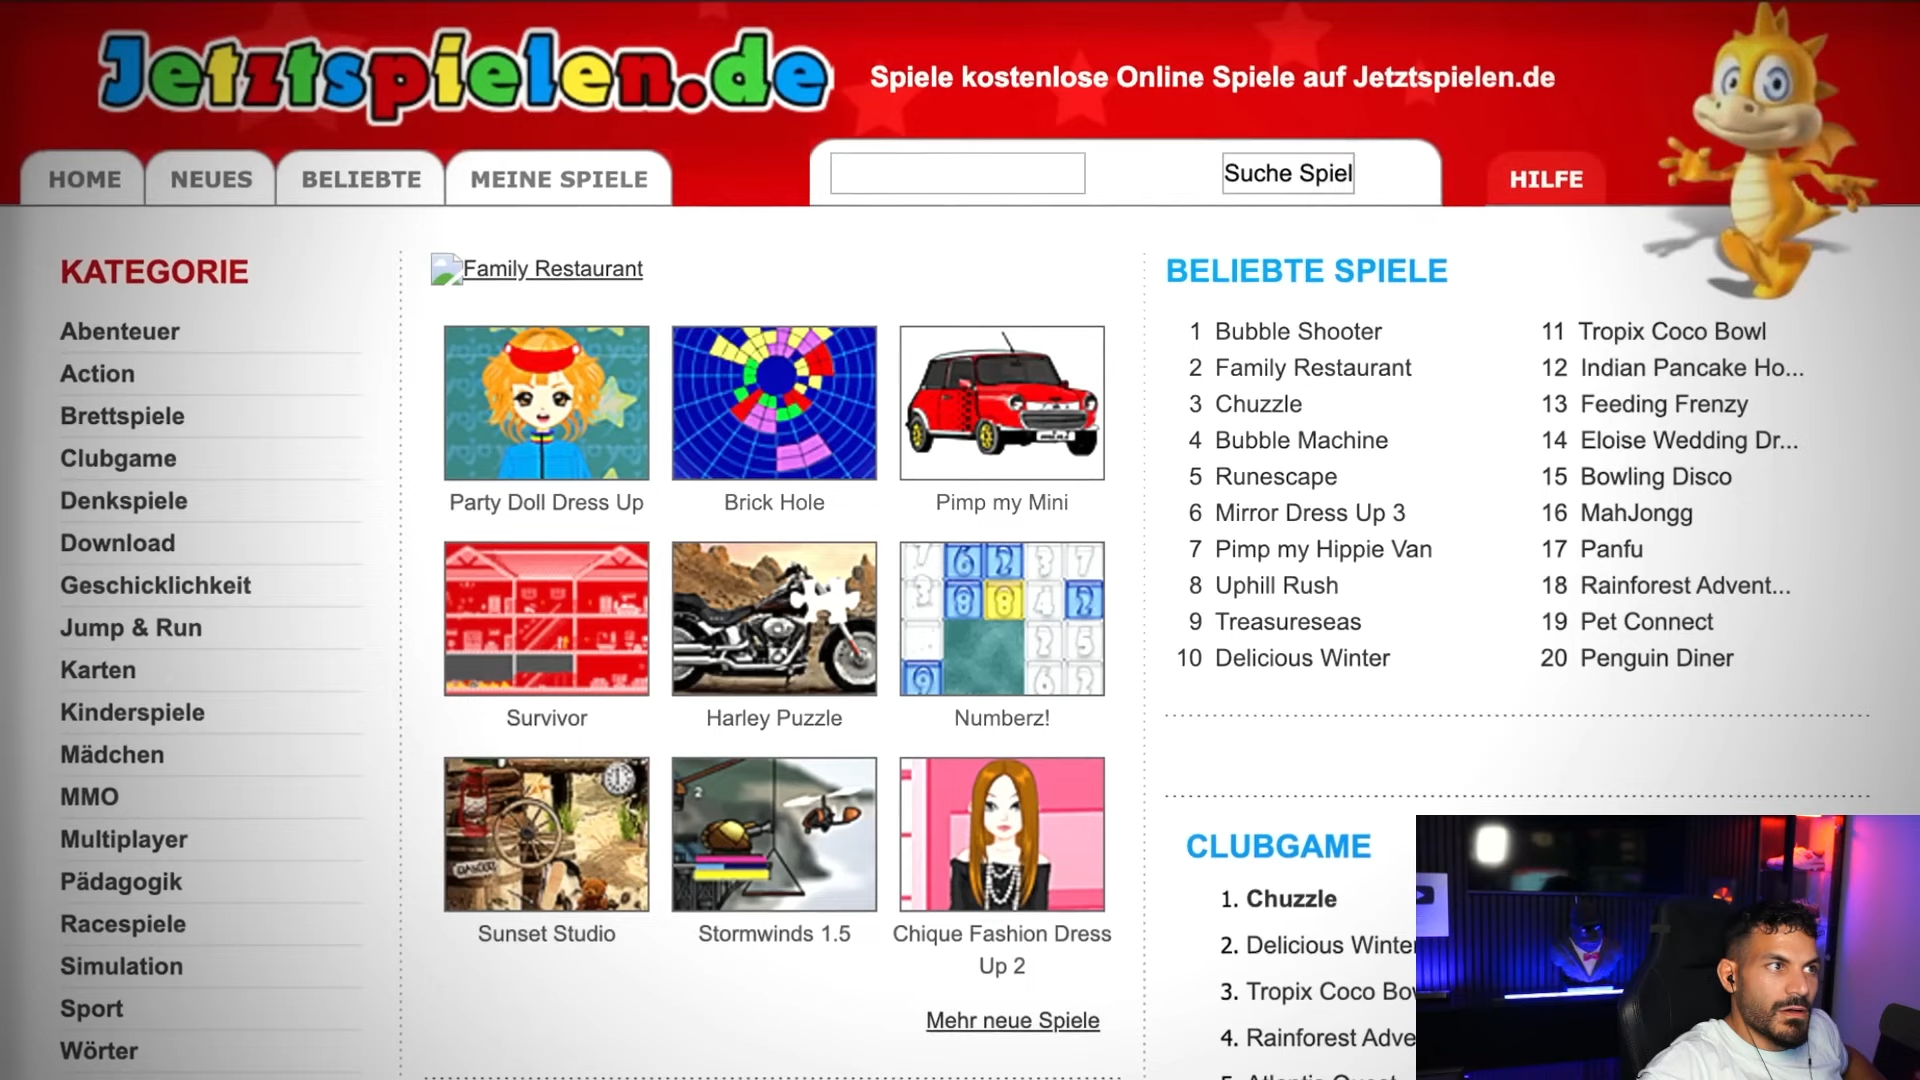 Jetztspielen.de
Spiele kostenlose Online Spiele auf Jetztspielen.de
HOME
NEUES
BELIEBTE
MEINE SPIELE
Suche Spiel
HILFE
KATEGORIE
Abenteuer
Action
Brettspiele
Clubgame
Denkspiele
Download
Geschicklichkeit
Jump & Run
Karten
Kinderspiele
Mädchen
MMO
Multiplayer
Pädagogik
Racespiele
Simulation
Sport
Wörter
Family Restaurant
Party Doll Dress Up
Brick Hole
Pimp my Mini
Survivor
Harley Puzzle
Numberz!
Sunset Studio
Stormwinds 1.5
Chique Fashion Dress
Up 2
Mehr neue Spiele
BELIEBTE SPIELE
1 Bubble Shooter
2 Family Restaurant
3 Chuzzle
4 Bubble Machine
5 Runescape
6 Mirror Dress Up 3
7 Pimp my Hippie Van
8 Uphill Rush
9 Treasureseas
10 Delicious Winter
11 Tropix Coco Bowl
12 Indian Pancake Ho...
13 Feeding Frenzy
14 Eloise Wedding Dr...
15 Bowling Disco
16 MahJongg
17 Panfu
18 Rainforest Advent...
19 Pet Connect
20 Penguin Diner
CLUBGAME
1. Chuzzle
2. Delicious Winter
3. Tropix Coco Bow
4. Rainforest Adve